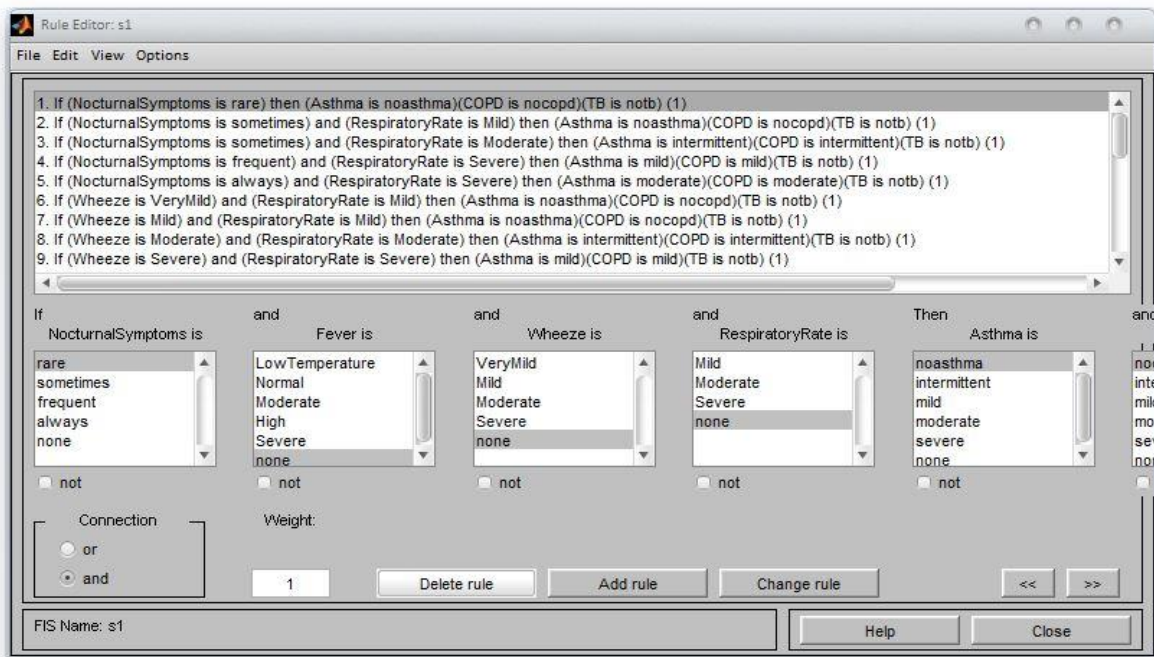 Rule Editor: s1
File Edit View Options
1. If (NocturnalSymptoms is rare) then (Asthma is noasthma)(COPD is nocopd)(TB is notb) (1)
2. If (NocturnalSymptoms is sometimes) and (RespiratoryRate is Mild) then (Asthma is noasthma)(COPD is nocopd)(TB is notb) (1)
3. If (NocturnalSymptoms is sometimes) and (RespiratoryRate is Moderate) then (Asthma is intermittent)(COPD is intermittent)(TB is notb) (1)
4. If (NocturnalSymptoms is frequent) and (RespiratoryRate is Severe) then (Asthma is mild)(COPD is mild)(TB is notb) (1)
5. If (NocturnalSymptoms is always) and (RespiratoryRate is Severe) then (Asthma is moderate)(COPD is moderate)(TB is notb) (1)
6. If (Wheeze is VeryMild) and (RespiratoryRate is Mild) then (Asthma is noasthma)(COPD is nocopd)(TB is notb) (1)
7. If (Wheeze is Mild) and (RespiratoryRate is Mild) then (Asthma is noasthma)(COPD is nocopd)(TB is notb) (1)
8. If (Wheeze is Moderate) and (RespiratoryRate is Moderate) then (Asthma is intermittent)(COPD is intermittent)(TB is notb) (1)
9. If (Wheeze is Severe) and (RespiratoryRate is Severe) then (Asthma is mild)(COPD is mild)(TB is notb) (1)
If
NocturnalSymptoms is
rare
sometimes
frequent
always
none
not
and
Fever is
LowTemperature
Normal
Moderate
High
Severe
none
not
and
Wheeze is
VeryMild
Mild
Moderate
Severe
none
not
and
RespiratoryRate is
Mild
Moderate
Severe
none
not
Then
Asthma is
noasthma
intermittent
mild
moderate
severe
none
not
and
Connection
or
and
Weight:
1
Delete rule
Add rule
Change rule
<<
>>
FIS Name: s1
Help
Close